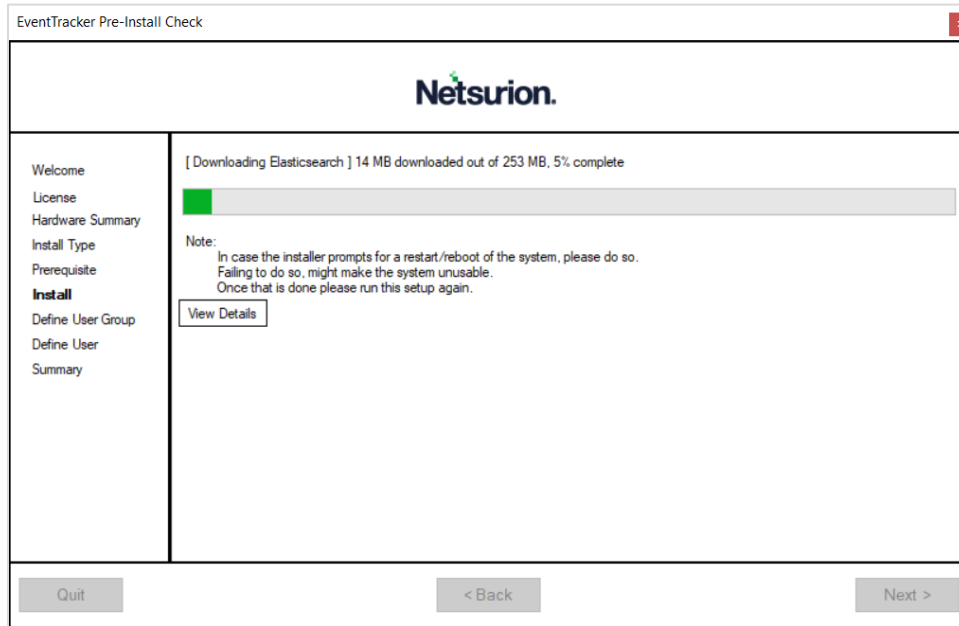 EventTracker Pre-Install Check
Netsurion.
Welcome
License
Hardware Summary
Install Type
Prerequisite
Install
Define User Group
Define User
Summary
[ Downloading Elasticsearch ] 14 MB downloaded out of 253 MB, 5% complete
Note:
In case the installer prompts for a restart/reboot of the system, please do so.
Failing to do so, might make the system unusable.
Once that is done please run this setup again.
View Details
Quit
< Back
Next >